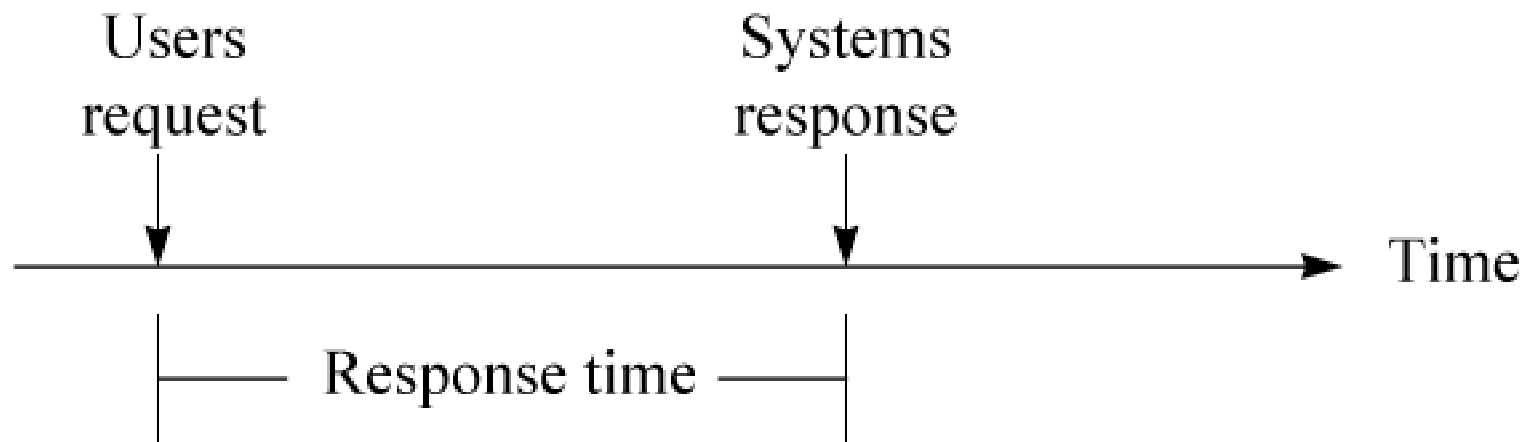 Users
request
Systems
response
Time
Response time